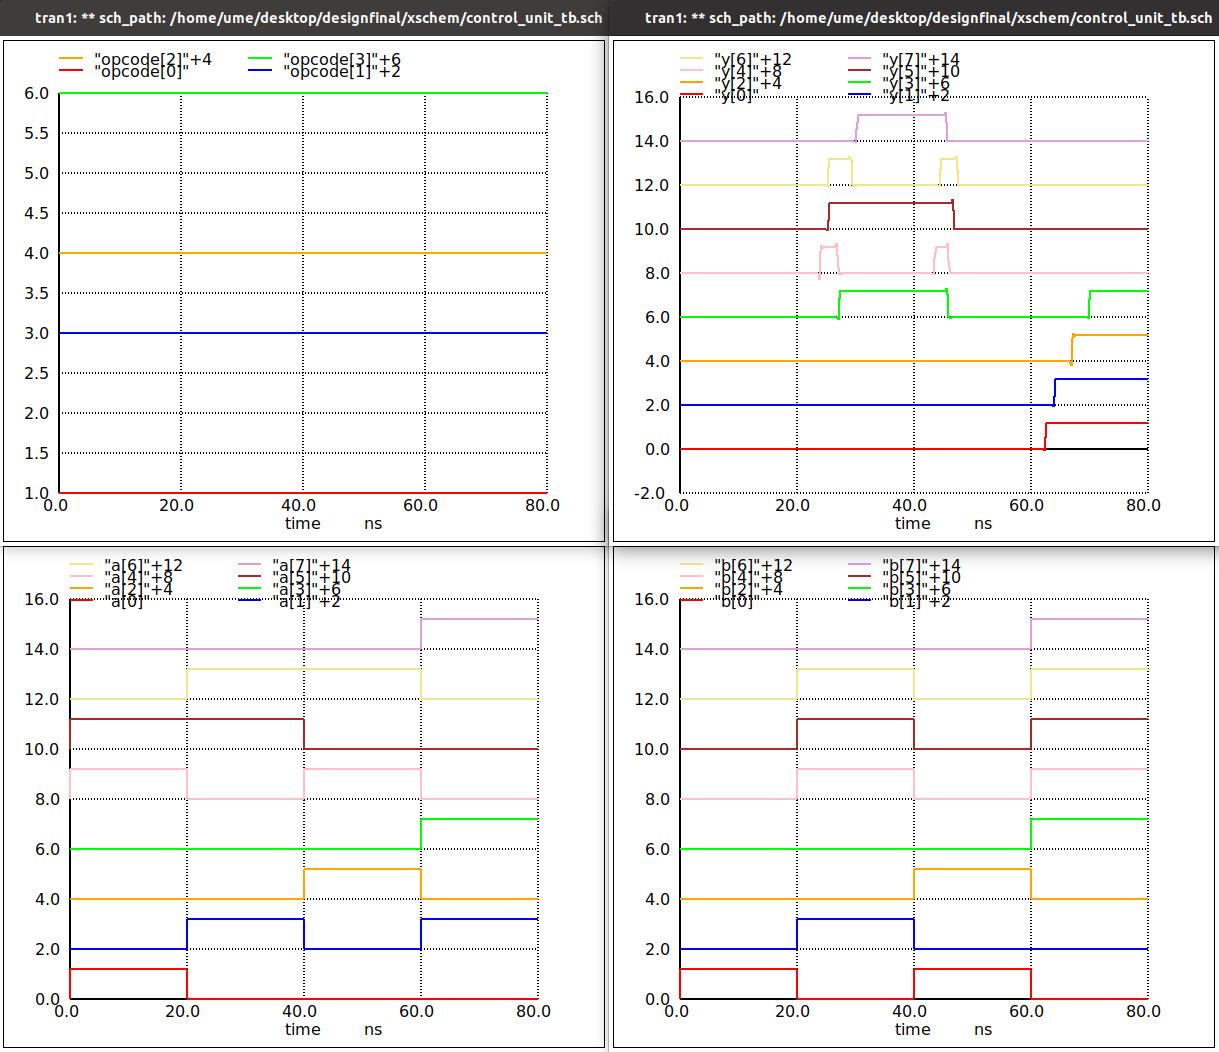 tran1: ** sch_path: /home/ume/desktop/designfinal/xschem/control_unit_tb.sch
"opcode[2]"+4 "opcode[3]"+6
"opcode[0]" "opcode[1]"+2
6.0
5.5
5.0
4.5
4.0
3.5
3.0
2.5
2.0
1.5
1.0
0.0 20.0 40.0 60.0 80.0
time ns
tran1: ** sch_path: /home/ume/desktop/designfinal/xschem/control_unit_tb.sch
"y[6]"+12 "y[7]"+14
"y[4]"+8 "y[5]"+10
"y[2]"+4 "y[3]"+6
"y[0]" "y[1]"+2
16.0
14.0
12.0
10.0
8.0
6.0
4.0
2.0
0.0
-2.0
0.0 20.0 40.0 60.0 80.0
time ns
"a[6]"+12 "a[7]"+14
"a[4]"+8 "a[5]"+10
"a[2]"+4 "a[3]"+6
"a[0]" "a[1]"+2
16.0
14.0
12.0
10.0
8.0
6.0
4.0
2.0
0.0
0.0 20.0 40.0 60.0 80.0
time ns
"b[6]"+12 "b[7]"+14
"b[4]"+8 "b[5]"+10
"b[2]"+4 "b[3]"+6
"b[0]" "b[1]"+2
16.0
14.0
12.0
10.0
8.0
6.0
4.0
2.0
0.0
0.0 20.0 40.0 60.0 80.0
time ns